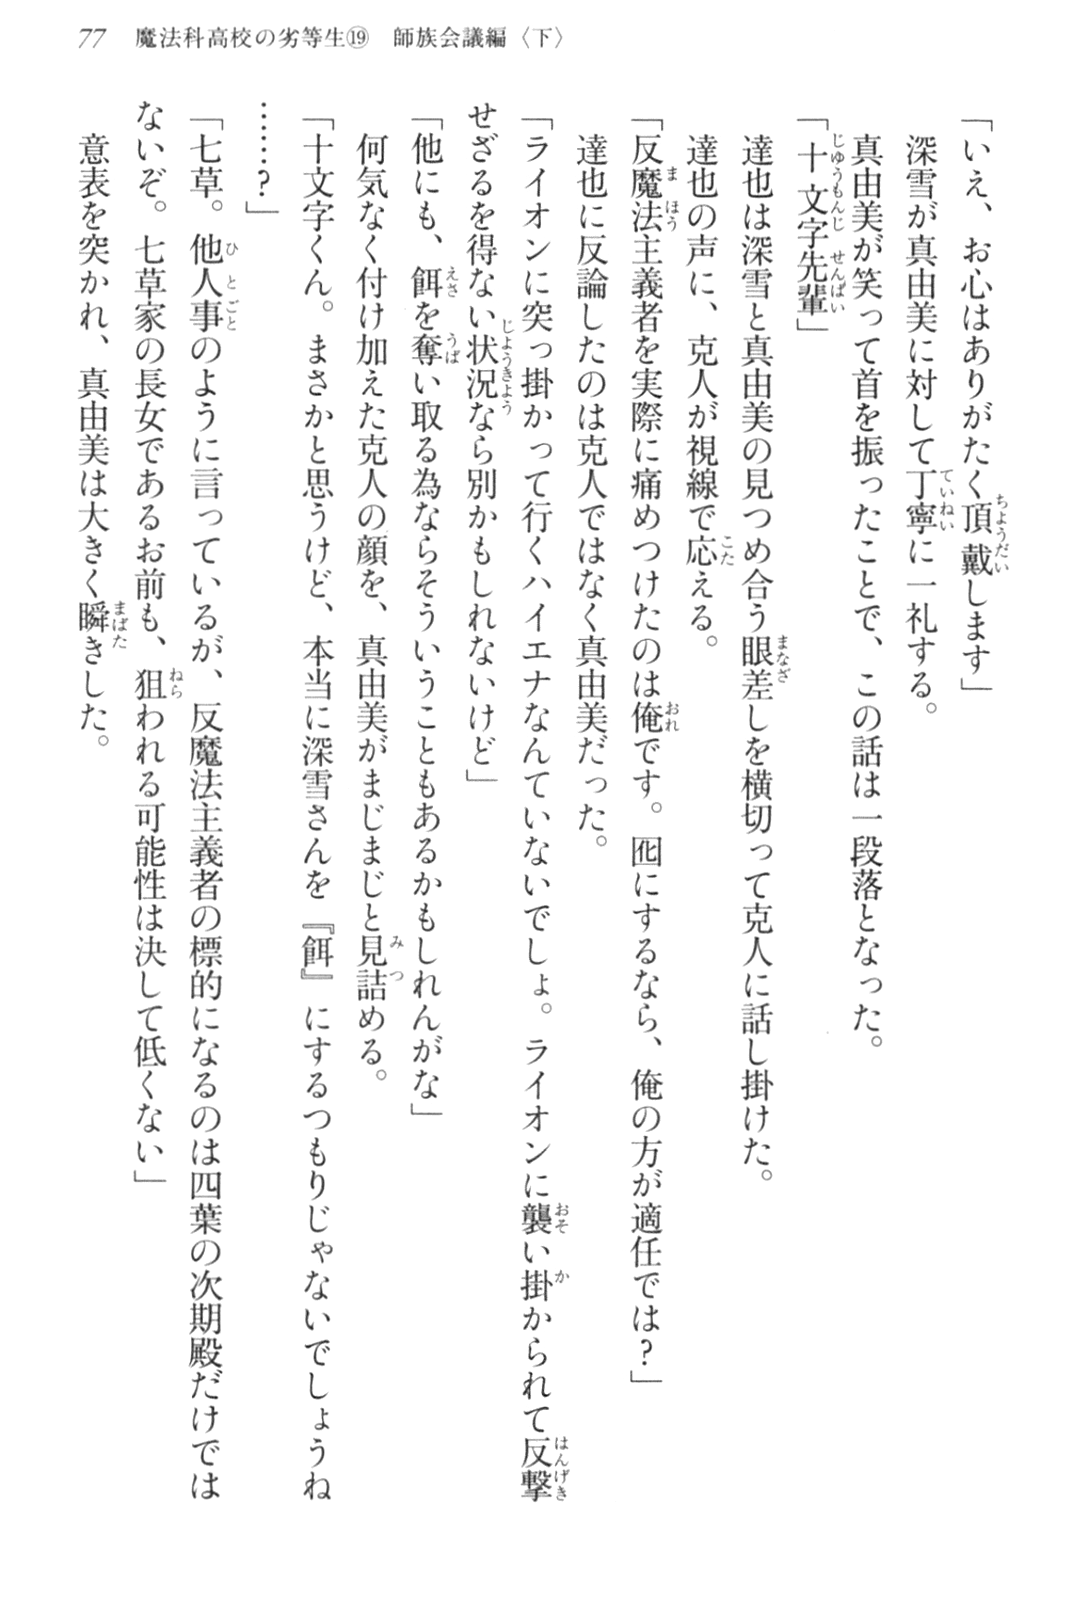 77　魔法科高校の劣等生⑲　師族会議編〈下〉
「いえ、お心はありがたく頂戴します」
深雪が真由美に対して丁寧に一礼する。
真由美が笑って首を振ったことで、この話は一段落となった。
「十文字先輩」
達也は深雪と真由美の見つめ合う眼差しを横切って克人に話し掛けた。
達也の声に、克人が視線で応える。
「反魔法主義者を実際に痛めつけたのは俺です。囮にするなら、俺の方が適任では？」
達也に反論したのは克人ではなく真由美だった。
「ライオンに突っ掛かって行くハイエナなんていないでしょ。ライオンに襲い掛かられて反撃
せざるを得ない状況なら別かもしれないけど」
「他にも、餌を奪い取る為ならそういうこともあるかもしれんがな」
何気なく付け加えた克人の顔を、真由美がまじまじと見詰める。
「十文字くん。まさかと思うけど、本当に深雪さんを『餌』にするつもりじゃないでしょうね
……？」
「七草。他人事のように言っているが、反魔法主義者の標的になるのは四葉の次期殿だけでは
ないぞ。七草家の長女であるお前も、狙われる可能性は決して低くない」
意表を突かれ、真由美は大きく瞬きした。